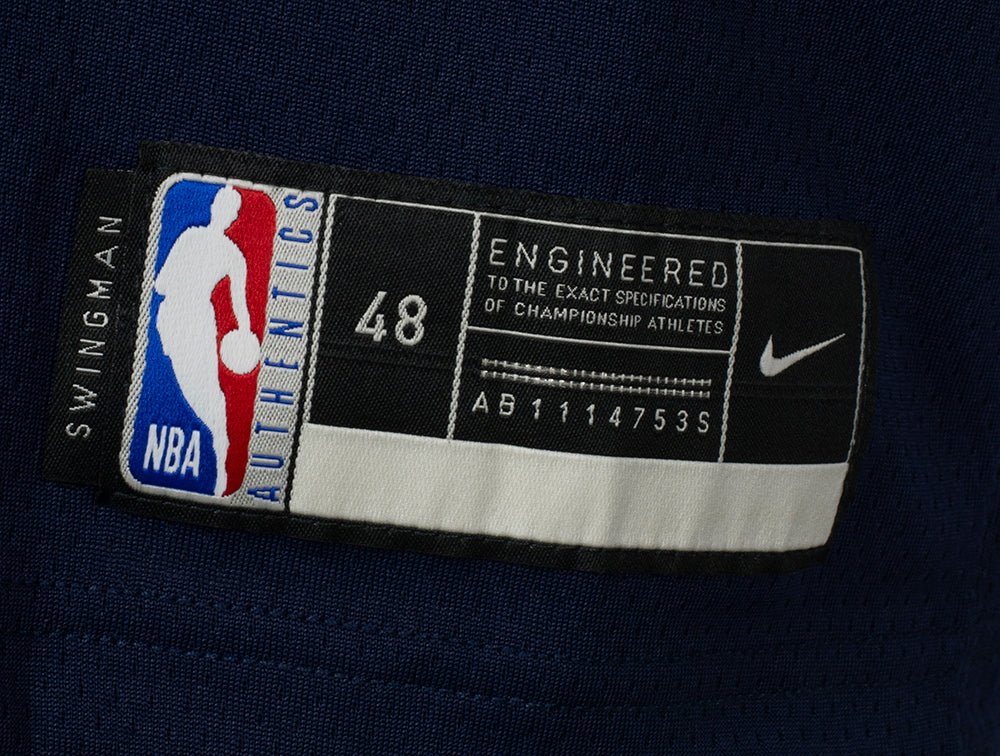 SWINGMAN
NBA
AUTHENTICS
48
ENGINEERED
TO THE EXACT SPECIFICATIONS
OF CHAMPIONSHIP ATHLETES
AB1114753S